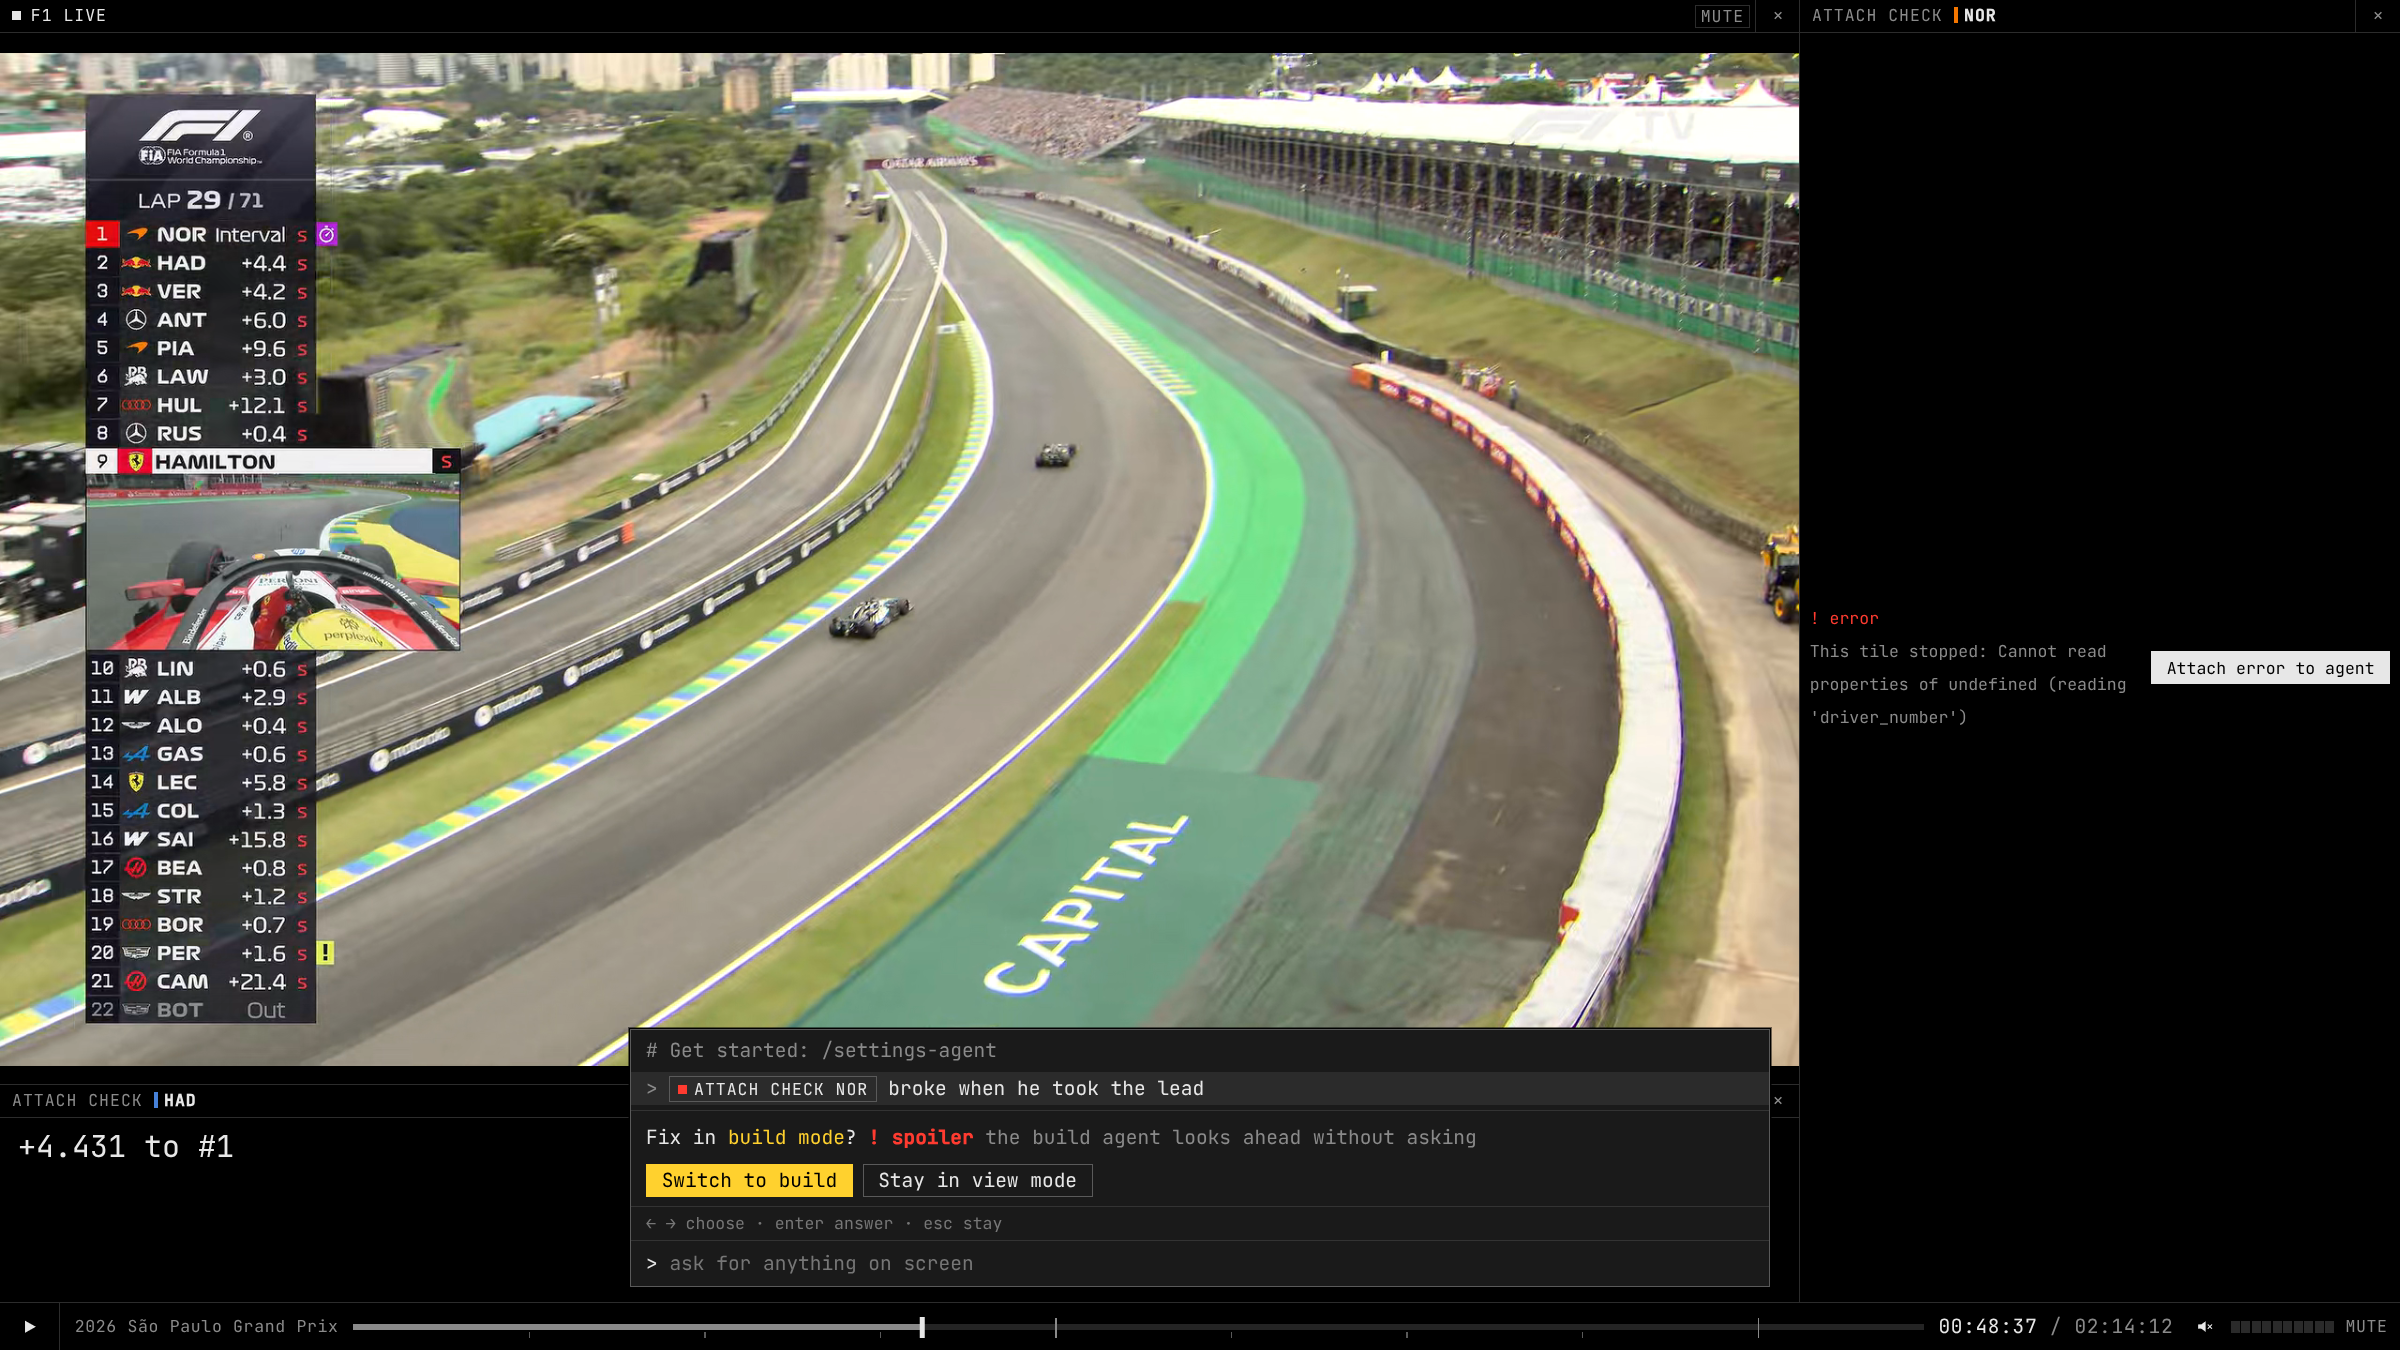 F1 LIVE
MUTE ×
ATTACH CHECK NOR ×
F1 TV
FIA Formula 1
World Championship
LAP 29 / 71
1 NOR Interval S
2 HAD +4.4 S
3 VER +4.2 S
4 ANT +6.0 S
5 PIA +9.6 S
6 LAW +3.0 S
7 HUL +12.1 S
8 RUS +0.4 S
9 HAMILTON S
PERONI
RICHARD MILLE
Bitdefender
perplexity
10 LIN +0.6 S
11 ALB +2.9 S
12 ALO +0.4 S
13 GAS +0.6 S
14 LEC +5.8 S
15 COL +1.3 S
16 SAI +15.8 S
17 BEA +0.8 S
18 STR +1.2 S
19 BOR +0.7 S
20 PER +1.6 S !
21 CAM +21.4 S
22 BOT Out
QATAR AIRWAYS
CAPITAL
! error
This tile stopped: Cannot read
properties of undefined (reading
'driver_number')
Attach error to agent
ATTACH CHECK HAD ×
+4.431 to #1
# Get started: /settings-agent
> ATTACH CHECK NOR broke when he took the lead
Fix in build mode? ! spoiler the build agent looks ahead without asking
Switch to build Stay in view mode
← → choose · enter answer · esc stay
> ask for anything on screen
2026 São Paulo Grand Prix
00:48:37 / 02:14:12
MUTE